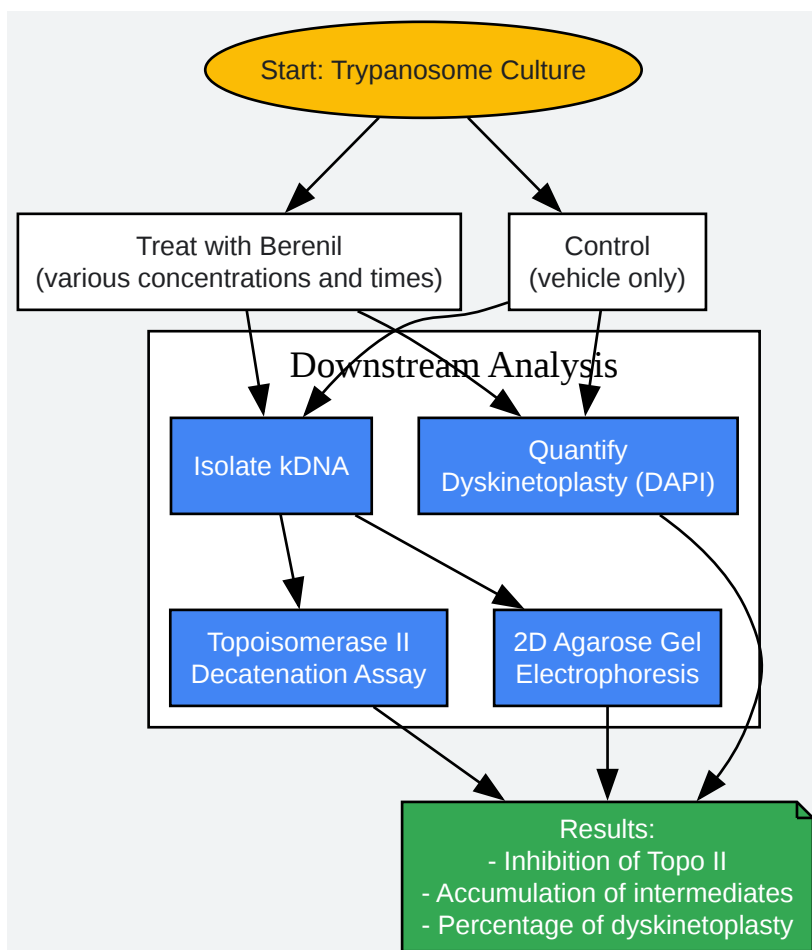 Start: Trypanosome Culture
Treat with Berenil
(various concentrations and times)
Control
(vehicle only)
Downstream Analysis
Isolate kDNA
Quantify
Dyskinetoplasty (DAPI)
Topoisomerase II
Decatenation Assay
2D Agarose Gel
Electrophoresis
Results:
- Inhibition of Topo II
- Accumulation of intermediates
- Percentage of dyskinetoplasty